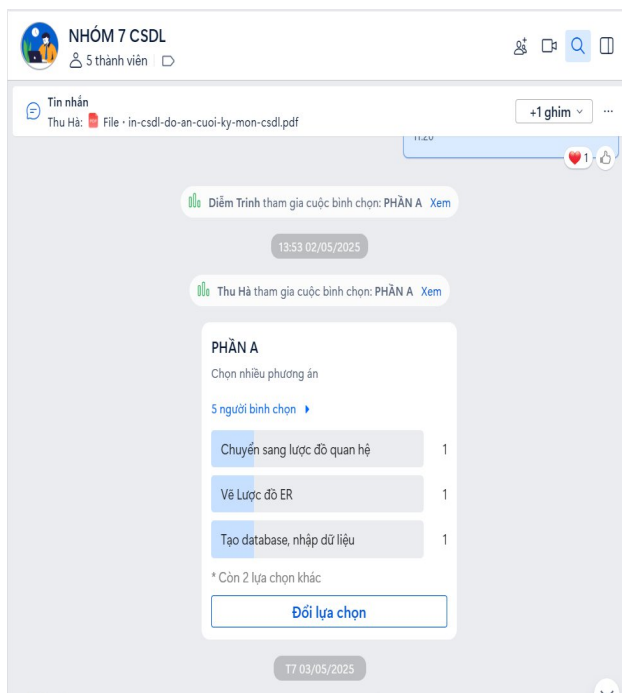 NHÓM 7 CSDL
5 thành viên
Tin nhắn
Thu Hà: File · in-csdl-do-an-cuoi-ky-mon-csdl.pdf
+1 ghim
11:20
1
Diễm Trinh tham gia cuộc bình chọn: PHẦN A Xem
13:53 02/05/2025
Thu Hà tham gia cuộc bình chọn: PHẦN A Xem
PHẦN A
Chọn nhiều phương án
5 người bình chọn
Chuyển sang lược đồ quan hệ 1
Vẽ Lược đồ ER 1
Tạo database, nhập dữ liệu 1
* Còn 2 lựa chọn khác
Đổi lựa chọn
T7 03/05/2025